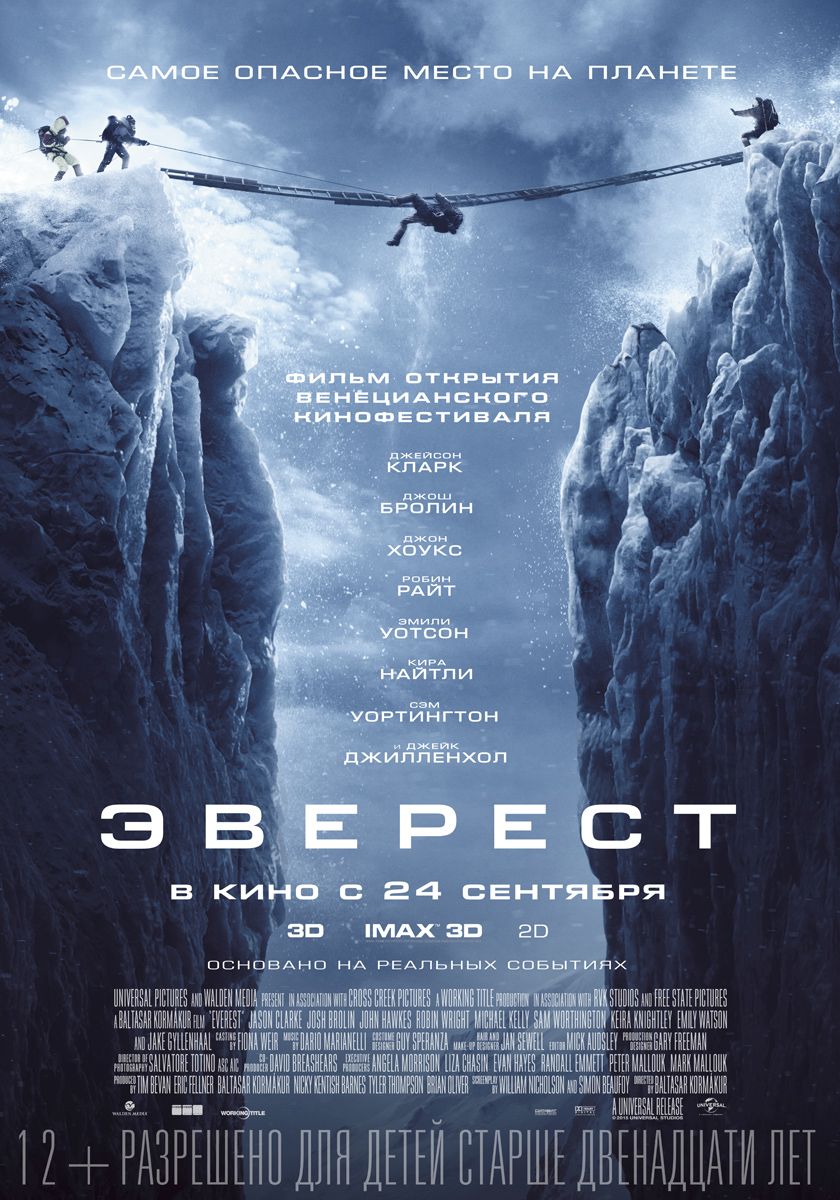 САМОЕ ОПАСНОЕ МЕСТО НА ПЛАНЕТЕ
ФИЛЬМ ОТКРЫТИЯ
ВЕНЕЦИАНСКОГО
КИНОФЕСТИВАЛЯ
ДЖЕЙСОН
КЛАРК
ДЖОШ
БРОЛИН
ДЖОН
ХОУКС
РОБИН
РАЙТ
ЭМИЛИ
УОТСОН
КИРА
НАЙТЛИ
СЭМ
УОРТИНГТОН
И ДЖЕЙК
ДЖИЛЛЕНХОЛ
ЭВЕРЕСТ
В КИНО С 24 СЕНТЯБРЯ
3D IMAX™ 3D 2D
ОСНОВАНО НА РЕАЛЬНЫХ СОБЫТИЯХ
UNIVERSAL PICTURES AND WALDEN MEDIA PRESENT IN ASSOCIATION WITH CROSS CREEK PICTURES A WORKING TITLE PRODUCTION IN ASSOCIATION WITH RVK STUDIOS AND FREE STATE PICTURES
A BALTASAR KORMÁKUR FILM "EVEREST" JASON CLARKE JOSH BROLIN JOHN HAWKES ROBIN WRIGHT MICHAEL KELLY SAM WORTHINGTON KEIRA KNIGHTLEY EMILY WATSON
AND JAKE GYLLENHAAL CASTING BY FIONA WEIR MUSIC BY DARIO MARIANELLI COSTUME DESIGNER GUY SPERANZA HAIR AND MAKE-UP DESIGNER JAN SEWELL EDITOR MICK AUDSLEY PRODUCTION DESIGNER GARY FREEMAN
DIRECTOR OF PHOTOGRAPHY SALVATORE TOTINO ASC AIC CO-PRODUCER DAVID BREASHEARS EXECUTIVE PRODUCERS ANGELA MORRISON LIZA CHASIN EVAN HAYES RANDALL EMMETT PETER MALLOUK MARK MALLOUK
PRODUCED BY TIM BEVAN ERIC FELLNER BALTASAR KORMÁKUR NICKY KENTISH BARNES TYLER THOMPSON BRIAN OLIVER SCREENPLAY BY WILLIAM NICHOLSON AND SIMON BEAUFOY DIRECTED BY BALTASAR KORMÁKUR
WALDEN MEDIA WORKING TITLE A UNIVERSAL RELEASE UNIVERSAL
© 2015 UNIVERSAL STUDIOS
12+ РАЗРЕШЕНО ДЛЯ ДЕТЕЙ СТАРШЕ ДВЕНАДЦАТИ ЛЕТ